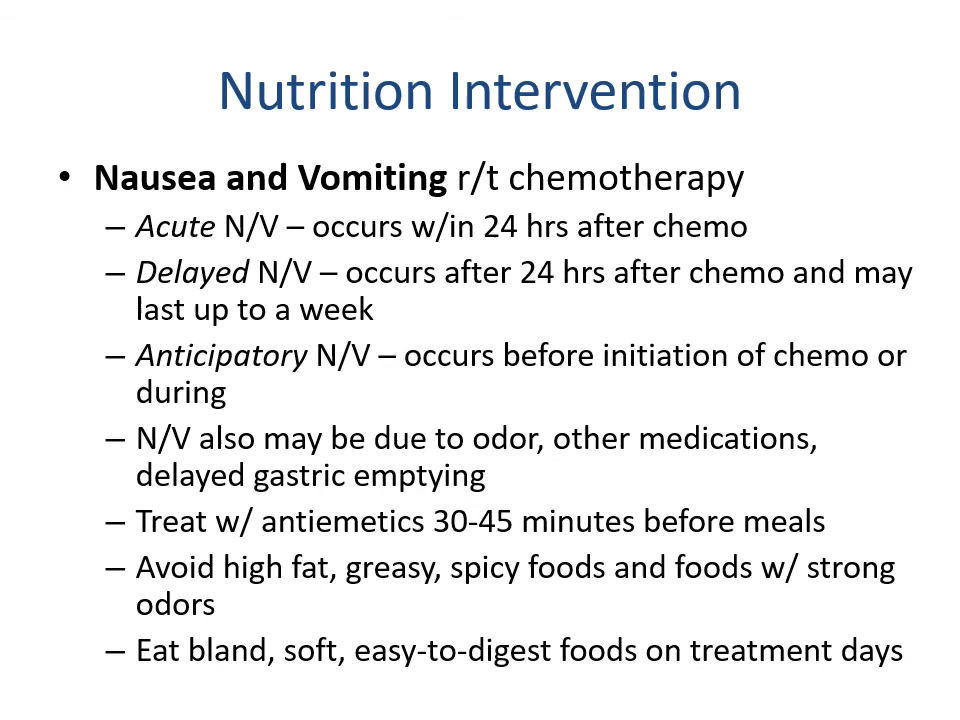 Nutrition Intervention
• Nausea and Vomiting r/t chemotherapy
– Acute N/V – occurs w/in 24 hrs after chemo
– Delayed N/V – occurs after 24 hrs after chemo and may
last up to a week
– Anticipatory N/V – occurs before initiation of chemo or
during
– N/V also may be due to odor, other medications,
delayed gastric emptying
– Treat w/ antiemetics 30-45 minutes before meals
– Avoid high fat, greasy, spicy foods and foods w/ strong
odors
– Eat bland, soft, easy-to-digest foods on treatment days